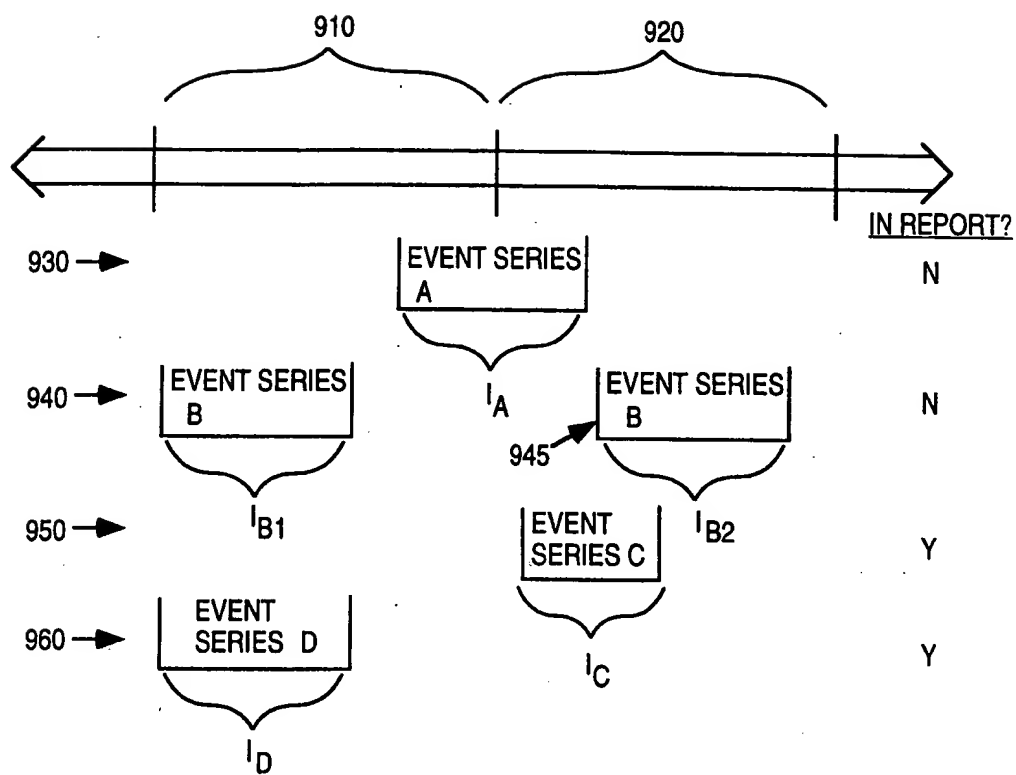 910
920
IN REPORT?
930
EVENT SERIES
A
N
I_A
940
EVENT SERIES
B
945
EVENT SERIES
B
N
I_B1
I_B2
950
EVENT
SERIES C
Y
I_C
960
EVENT
SERIES D
Y
I_D